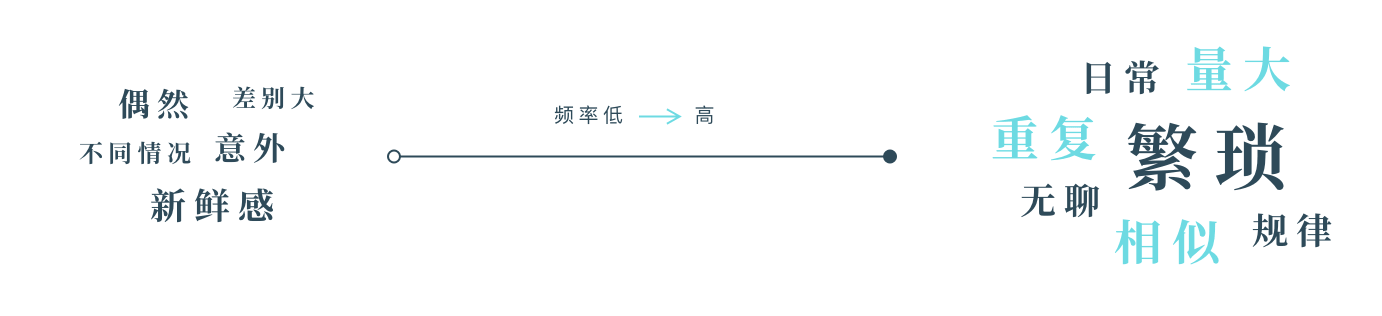 偶然
差别大
不同情况
意外
新鲜感
频率低
高
日常
量大
重复
繁琐
无聊
相似
规律